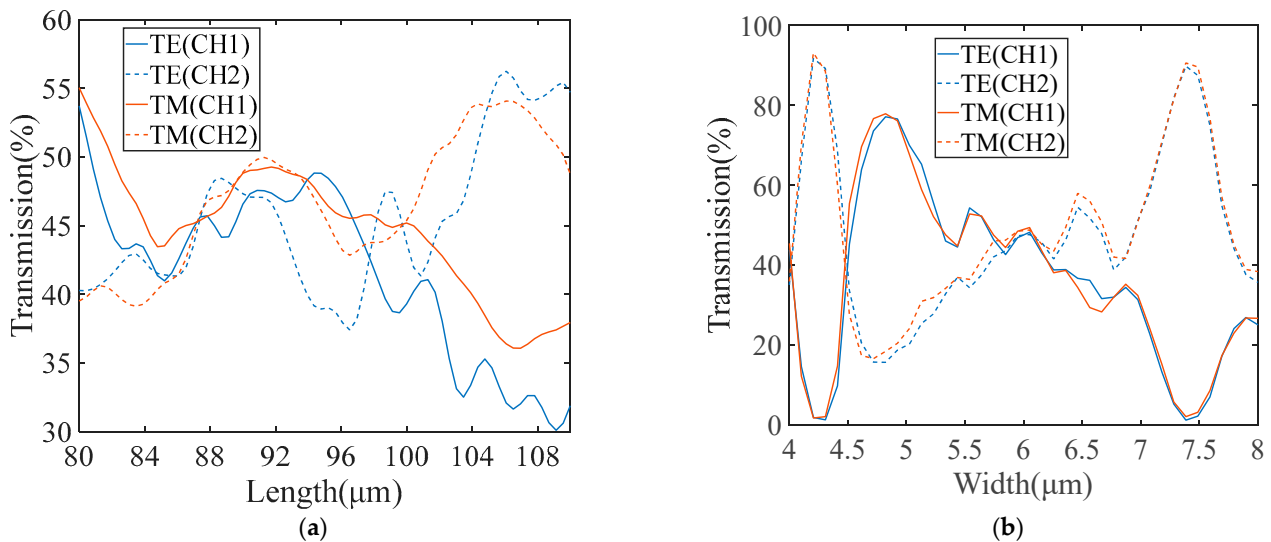 60
55
50
45
40
35
30
Transmission(%)
TE(CH1)
TE(CH2)
TM(CH1)
TM(CH2)
80 84 88 92 96 100 104 108
Length(μm)
(a)
100
80
60
40
20
0
Transmission(%)
TE(CH1)
TE(CH2)
TM(CH1)
TM(CH2)
4 4.5 5 5.5 6 6.5 7 7.5 8
Width(μm)
(b)